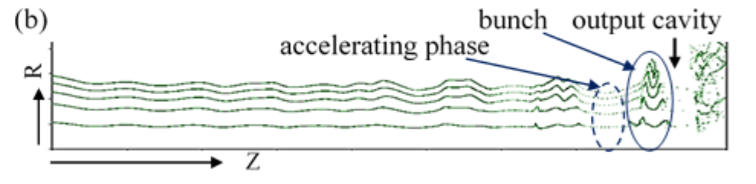 (b)
bunch output cavity
accelerating phase
R
Z